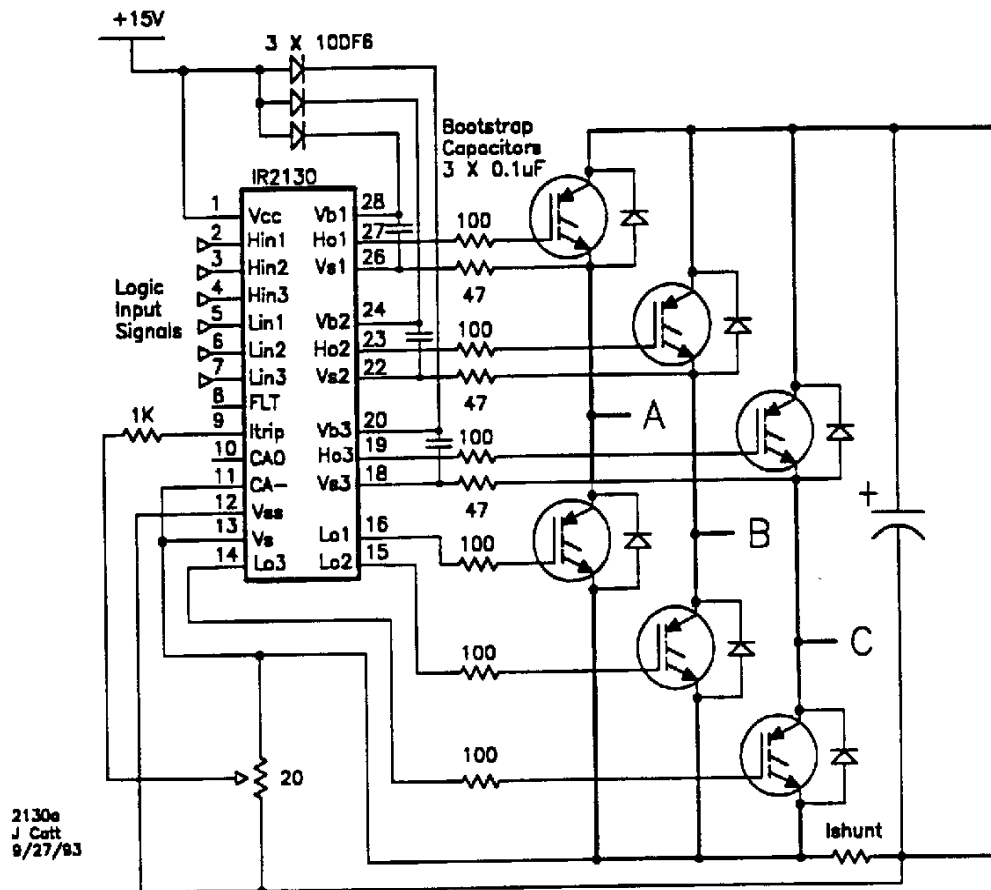 +15V
3 X 10DF6
Bootstrap
Capacitors
3 X 0.1uF
IR2130
1 Vcc
2 Hin1
3 Hin2
4 Hin3
5 Lin1
6 Lin2
7 Lin3
8 FLT
9 Itrip
10 CAO
11 CA-
12 Vss
13 Vs
14 Lo3
Vb1 28
Ho1 27
Vs1 26
Vb2 24
Ho2 23
Vs2 22
Vb3 20
Ho3 19
Vs3 18
Lo1 16
Lo2 15
Logic
Input
Signals
1K
100
47
100
47
100
47
100
100
100
20
A
B
C
+
Ishunt
2130a
J Catt
9/27/93